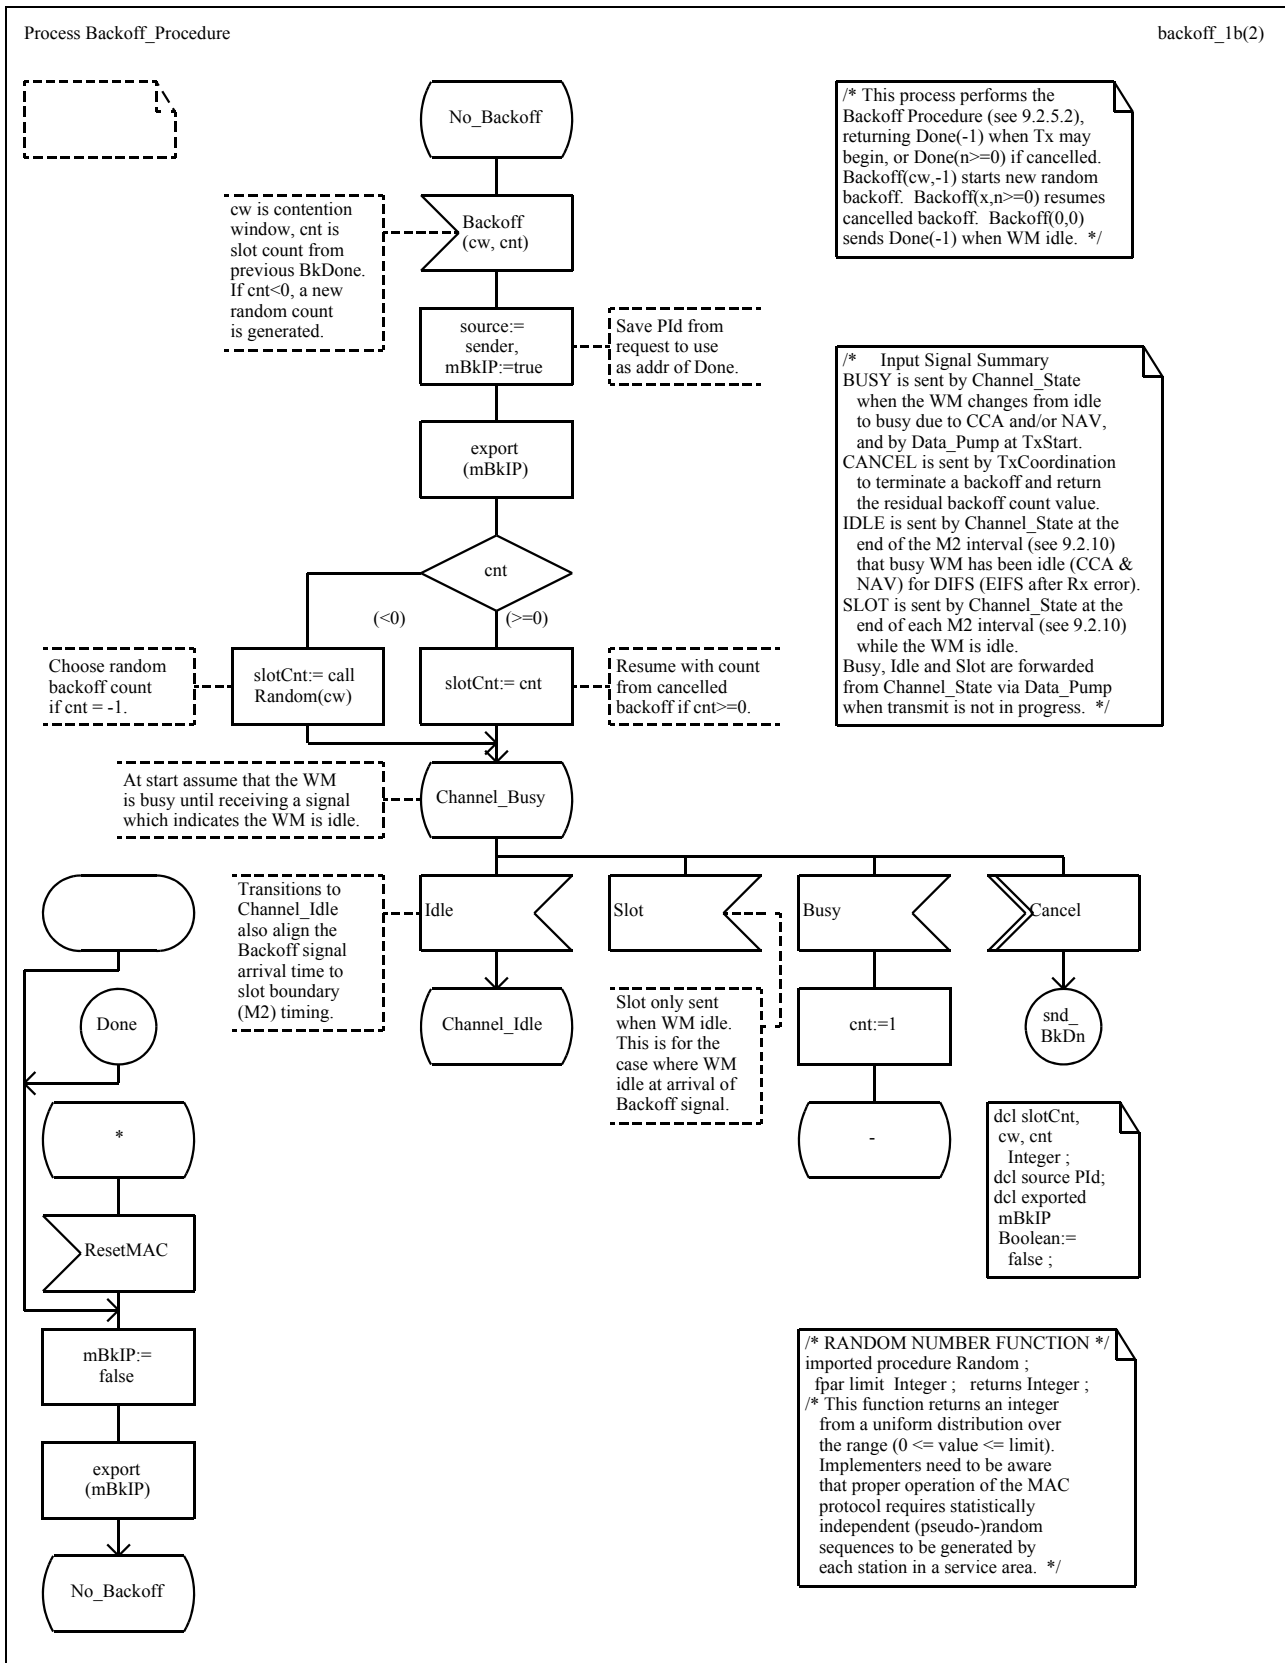 Process Backoff_Procedure
backoff_1b(2)
No_Backoff
/* This process performs the
Backoff Procedure (see 9.2.5.2),
returning Done(-1) when Tx may
begin, or Done(n>=0) if cancelled.
Backoff(cw,-1) starts new random
backoff. Backoff(x,n>=0) resumes
cancelled backoff. Backoff(0,0)
sends Done(-1) when WM idle. */
cw is contention
window, cnt is
slot count from
previous BkDone.
If cnt<0, a new
random count
is generated.
Backoff
(cw, cnt)
source:=
sender,
mBkIP:=true
Save PId from
request to use
as addr of Done.
/* Input Signal Summary
BUSY is sent by Channel_State
when the WM changes from idle
to busy due to CCA and/or NAV,
and by Data_Pump at TxStart.
CANCEL is sent by TxCoordination
to terminate a backoff and return
the residual backoff count value.
IDLE is sent by Channel_State at the
end of the M2 interval (see 9.2.10)
that busy WM has been idle (CCA &
NAV) for DIFS (EIFS after Rx error).
SLOT is sent by Channel_State at the
end of each M2 interval (see 9.2.10)
while the WM is idle.
Busy, Idle and Slot are forwarded
from Channel_State via Data_Pump
when transmit is not in progress. */
export
(mBkIP)
cnt
(<0)
(>=0)
Choose random
backoff count
if cnt = -1.
slotCnt:= call
Random(cw)
slotCnt:= cnt
Resume with count
from cancelled
backoff if cnt>=0.
At start assume that the WM
is busy until receiving a signal
which indicates the WM is idle.
Channel_Busy
Transitions to
Channel_Idle
also align the
Backoff signal
arrival time to
slot boundary
(M2) timing.
Idle
Slot
Busy
Cancel
Done
Channel_Idle
Slot only sent
when WM idle.
This is for the
case where WM
idle at arrival of
Backoff signal.
cnt:=1
snd_
BkDn
*
-
dcl slotCnt,
cw, cnt
Integer ;
dcl source PId;
dcl exported
mBkIP
Boolean:=
false ;
ResetMAC
mBkIP:=
false
export
(mBkIP)
No_Backoff
/* RANDOM NUMBER FUNCTION */
imported procedure Random ;
fpar limit Integer ; returns Integer ;
/* This function returns an integer
from a uniform distribution over
the range (0 <= value <= limit).
Implementers need to be aware
that proper operation of the MAC
protocol requires statistically
independent (pseudo-)random
sequences to be generated by
each station in a service area. */